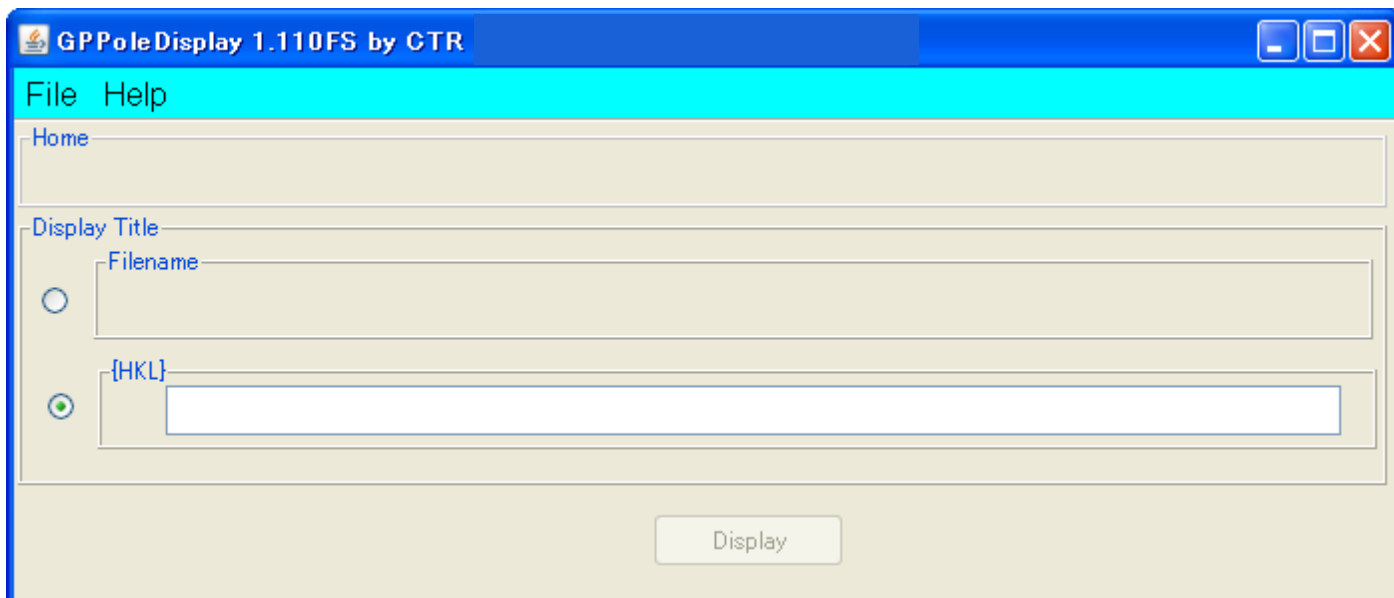 GPPoleDisplay 1.110FS by CTR
File Help
Home
Display Title
Filename
{HKL}
Display